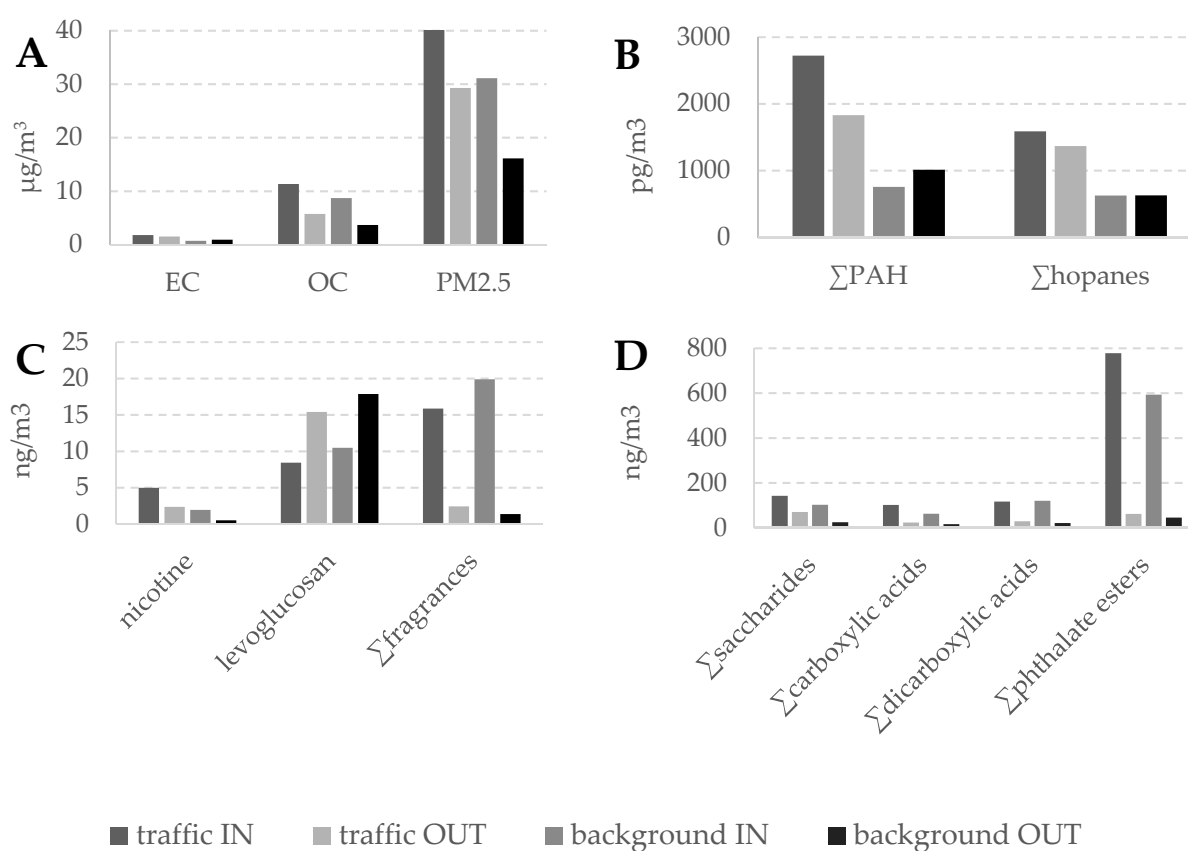 A
µg/m³
40
30
20
10
0
EC OC PM2.5
B
pg/m3
3000
2000
1000
0
∑PAH ∑hopanes
C
ng/m3
25
20
15
10
5
0
nicotine
levoglucosan
∑fragrances
D
ng/m3
800
600
400
200
0
∑saccharides
∑carboxylic acids
∑dicarboxylic acids
∑phthalate esters
traffic IN traffic OUT background IN background OUT